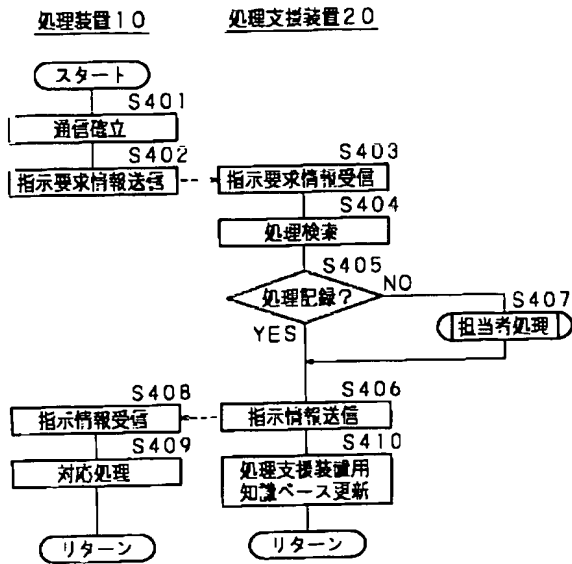 処理装置10
処理支援装置20
スタート
S401
通信確立
S402
指示要求情報送信
S403
指示要求情報受信
S404
処理検索
S405
処理記録?
NO
YES
S407
担当者処理
S406
指示情報送信
S408
指示情報受信
S409
対応処理
S410
処理支援装置用
知識ベース更新
リターン
リターン